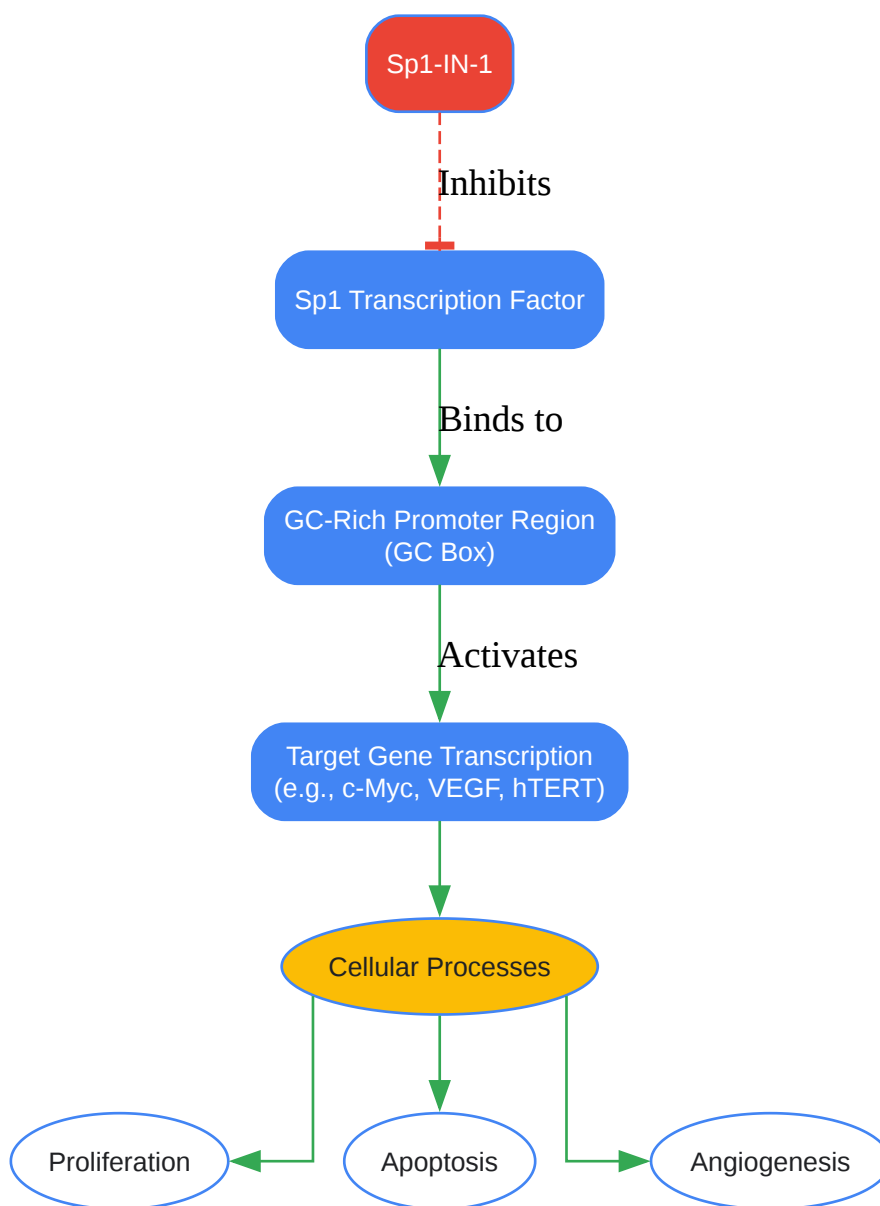 Sp1-IN-1
Inhibits
Sp1 Transcription Factor
Binds to
GC-Rich Promoter Region
(GC Box)
Activates
Target Gene Transcription
(e.g., c-Myc, VEGF, hTERT)
Cellular Processes
Proliferation
Apoptosis
Angiogenesis